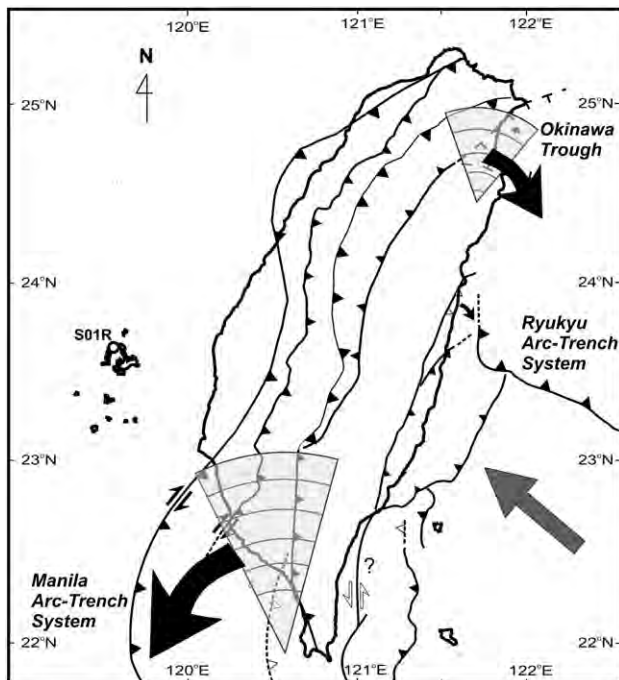 120°E
121°E
122°E
N
25°N
25°N
Okinawa
Trough
24°N
24°N
S01R
Ryukyu
Arc-Trench
System
23°N
23°N
?
Manila
Arc-Trench
System
22°N
22°N
120°E
121°E
122°E